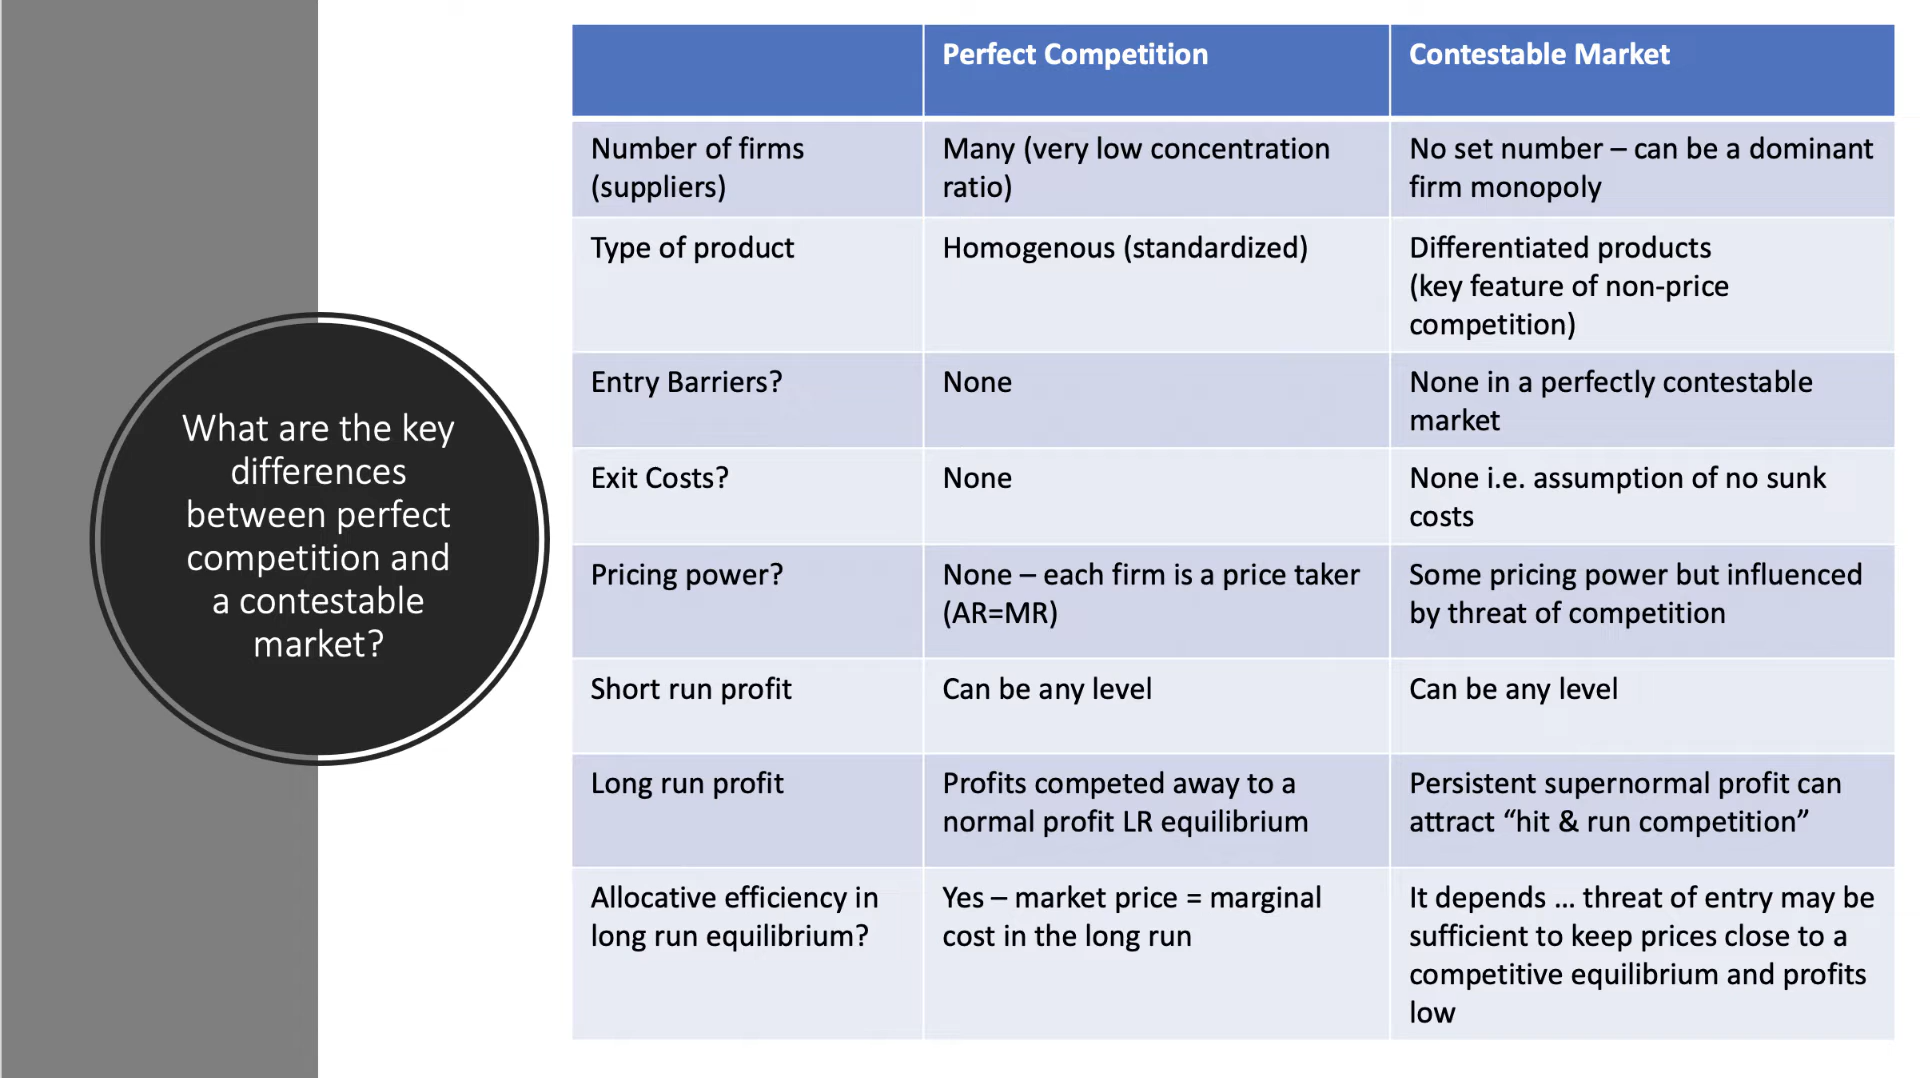 What are the key
differences
between perfect
competition and
a contestable
market?
Perfect Competition
Contestable Market
Number of firms
(suppliers)
Many (very low concentration
ratio)
No set number – can be a dominant
firm monopoly
Type of product
Homogenous (standardized)
Differentiated products
(key feature of non-price
competition)
Entry Barriers?
None
None in a perfectly contestable
market
Exit Costs?
None
None i.e. assumption of no sunk
costs
Pricing power?
None – each firm is a price taker
(AR=MR)
Some pricing power but influenced
by threat of competition
Short run profit
Can be any level
Can be any level
Long run profit
Profits competed away to a
normal profit LR equilibrium
Persistent supernormal profit can
attract “hit & run competition”
Allocative efficiency in
long run equilibrium?
Yes – market price = marginal
cost in the long run
It depends ... threat of entry may be
sufficient to keep prices close to a
competitive equilibrium and profits
low